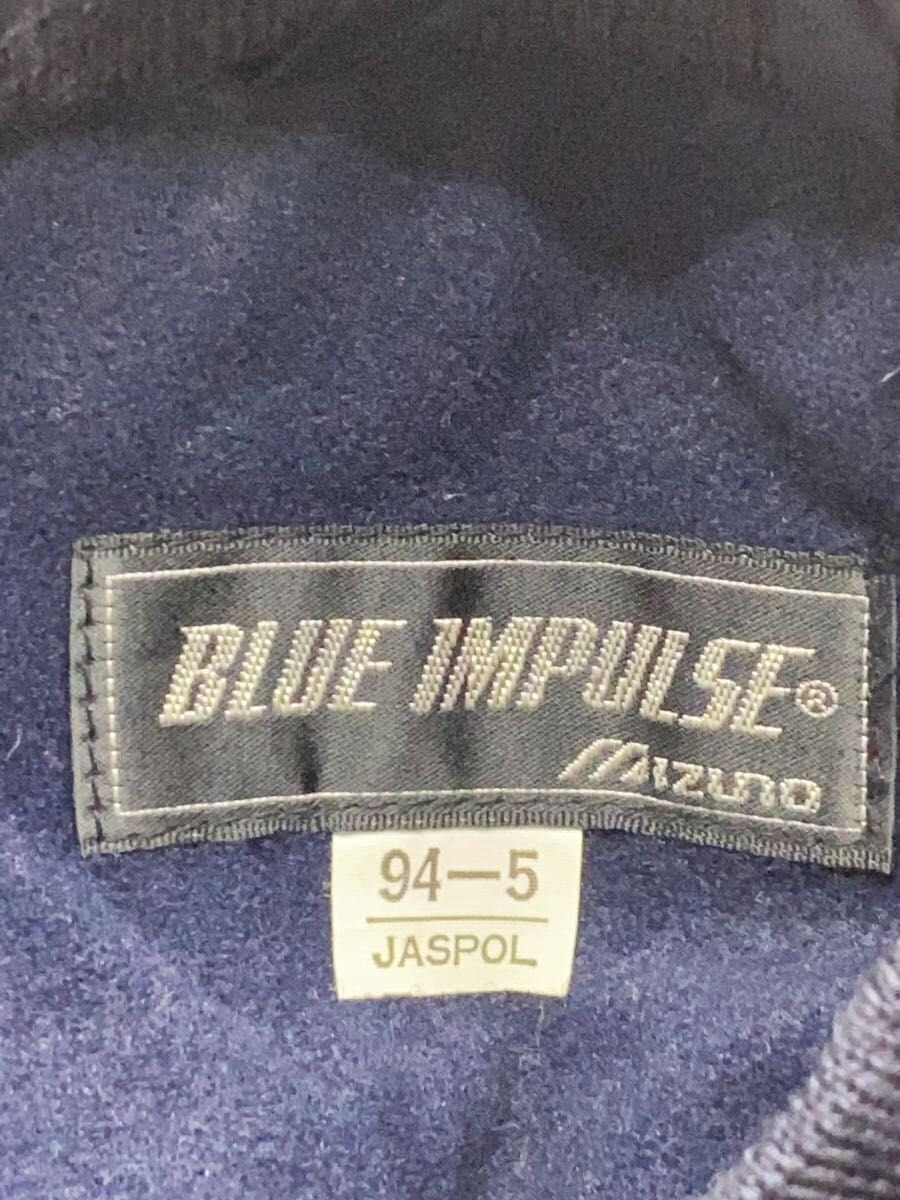 BLUE IMPULSE®
MIZUNO
94-5
JASPOL